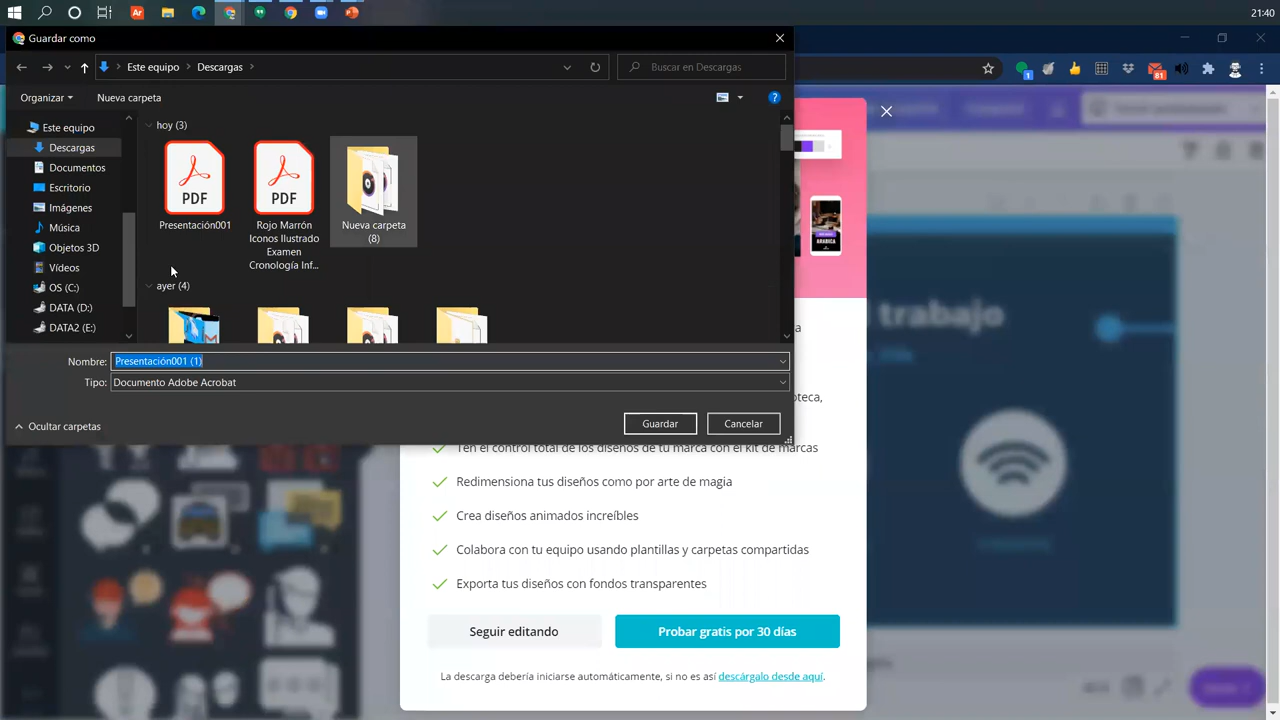 21:40
Guardar como
Este equipo
Descargas
Buscar en Descargas
Organizar
Nueva carpeta
81
1
Este equipo
Descargas
Documentos
Escritorio
Imágenes
Música
Objetos 3D
Vídeos
OS (C:)
DATA (D:)
DATA2 (E:)
hoy (3)
PDF
Presentación001
PDF
Rojo Marrón
Iconos Ilustrado
Examen
Cronología Inf...
Nueva carpeta
(8)
ayer (4)
Nombre: Presentación001 (1)
Tipo: Documento Adobe Acrobat
Ocultar carpetas
Guardar
Cancelar
ARABICA
trabajo
Ten el control total de los diseños de tu marca con el kit de marcas
Redimensiona tus diseños como por arte de magia
Crea diseños animados increíbles
Colabora con tu equipo usando plantillas y carpetas compartidas
Exporta tus diseños con fondos transparentes
Seguir editando
Probar gratis por 30 días
La descarga debería iniciarse automáticamente, si no es así descárgalo desde aquí.